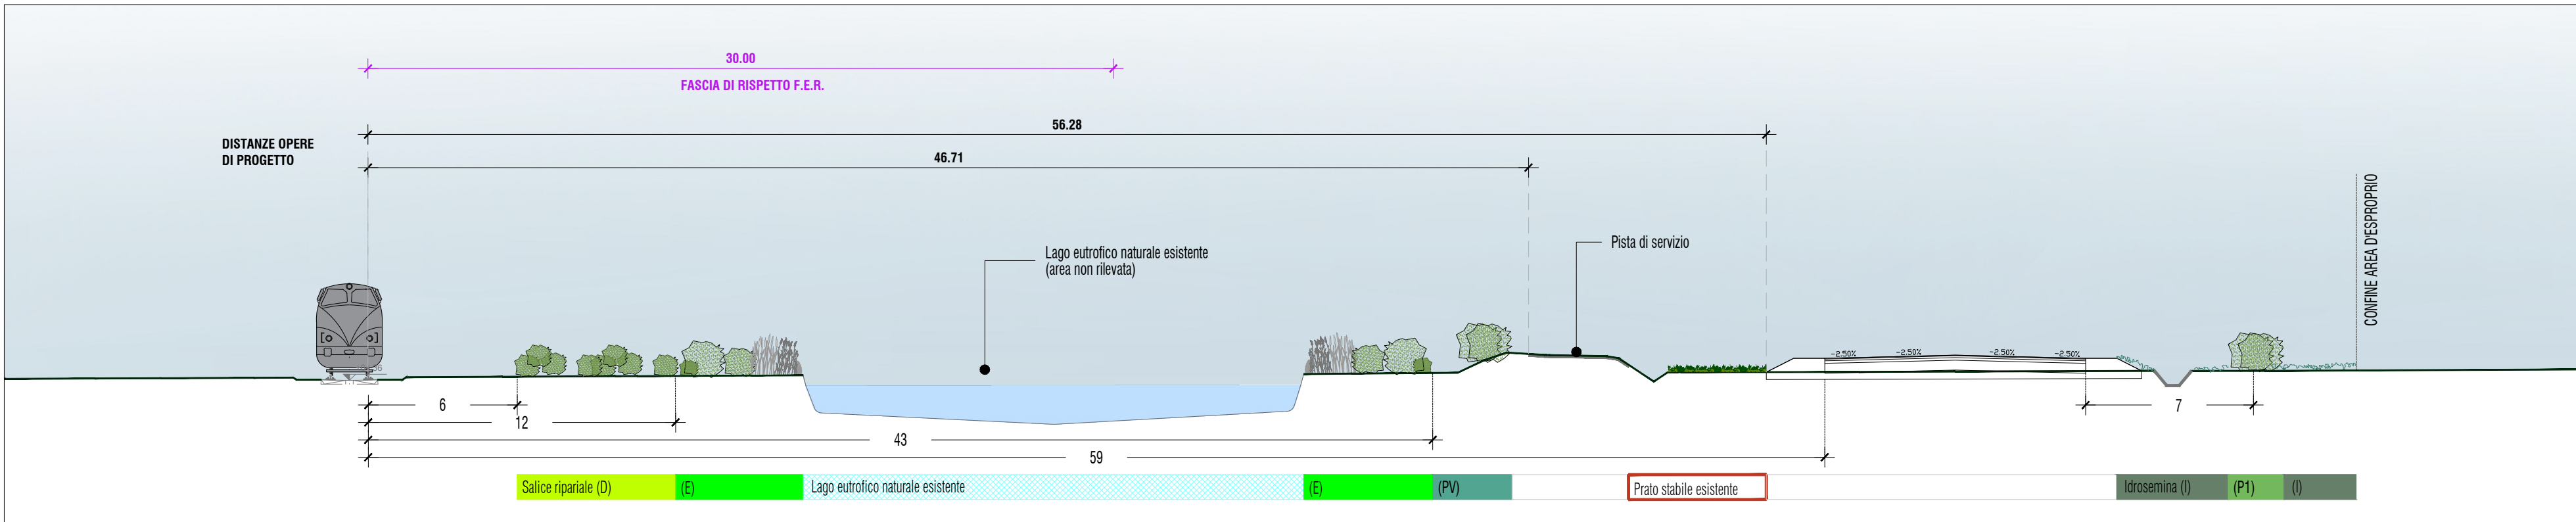 30.00
FASCIA DI RISPETTO F.E.R.
56.28
DISTANZE OPERE
DI PROGETTO
46.71
CONFINE AREA D'ESPROPRIO
Pista di servizio
Lago eutrofico naturale esistente
(area non rilevata)
-2.50%
-2.50%
-2.50%
-2.50%
6
7
12
43
59
Salice ripariale (D)
(E)
Lago eutrofico naturale esistente
(E)
(PV)
Prato stabile esistente
Idrosemina (I)
(P1)
(I)